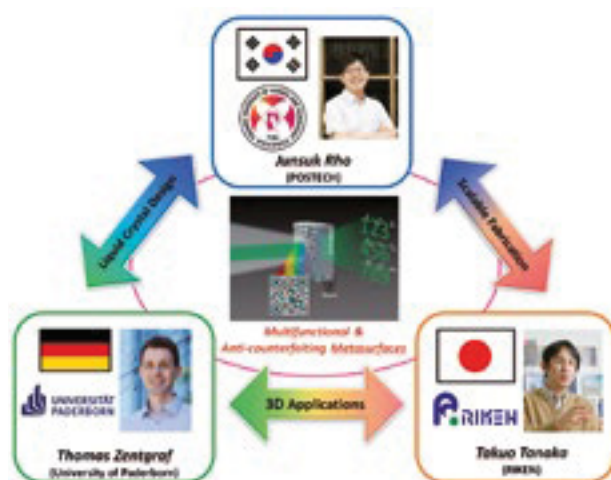 Junsuk Rho
(POSTECH)
Liquid Crystal Design
Scalable Fabrication
Multifunctional &
Anti-counterfeiting Metasurfaces
UNIVERSITÄT
PADERBORN
3D Applications
RIKEN
Thomas Zentgraf
(University of Paderborn)
Takuo Tanaka
(RIKEN)